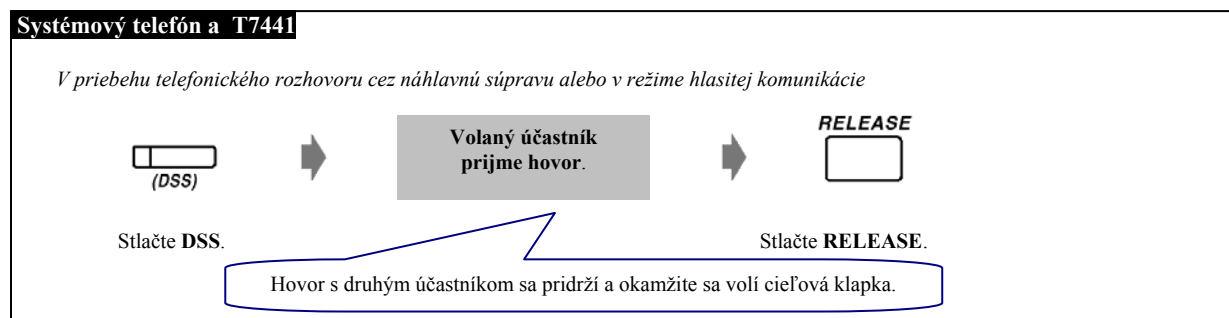 Systémový telefón a T7441
V priebehu telefonického rozhovoru cez náhlavnú súpravu alebo v režime hlasitej komunikácie
(DSS)
Volaný účastník
prijme hovor.
RELEASE
Stlačte DSS.
Stlačte RELEASE.
Hovor s druhým účastníkom sa pridrží a okamžite sa volí cieľová klapka.